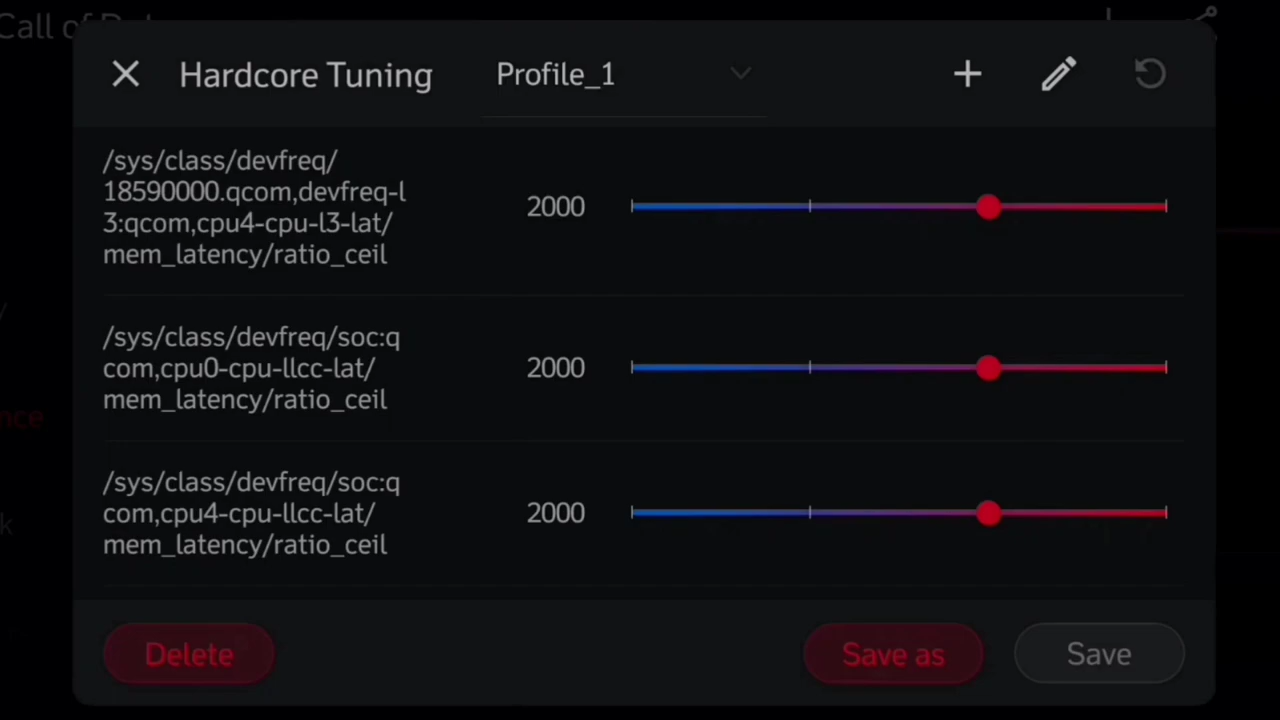 Call of
Hardcore Tuning
Profile_1
/sys/class/devfreq/
18590000.qcom,devfreq-l
3:qcom,cpu4-cpu-l3-lat/
mem_latency/ratio_ceil
2000
/sys/class/devfreq/soc:q
com,cpu0-cpu-llcc-lat/
mem_latency/ratio_ceil
2000
/sys/class/devfreq/soc:q
com,cpu4-cpu-llcc-lat/
mem_latency/ratio_ceil
2000
Delete
Save as
Save